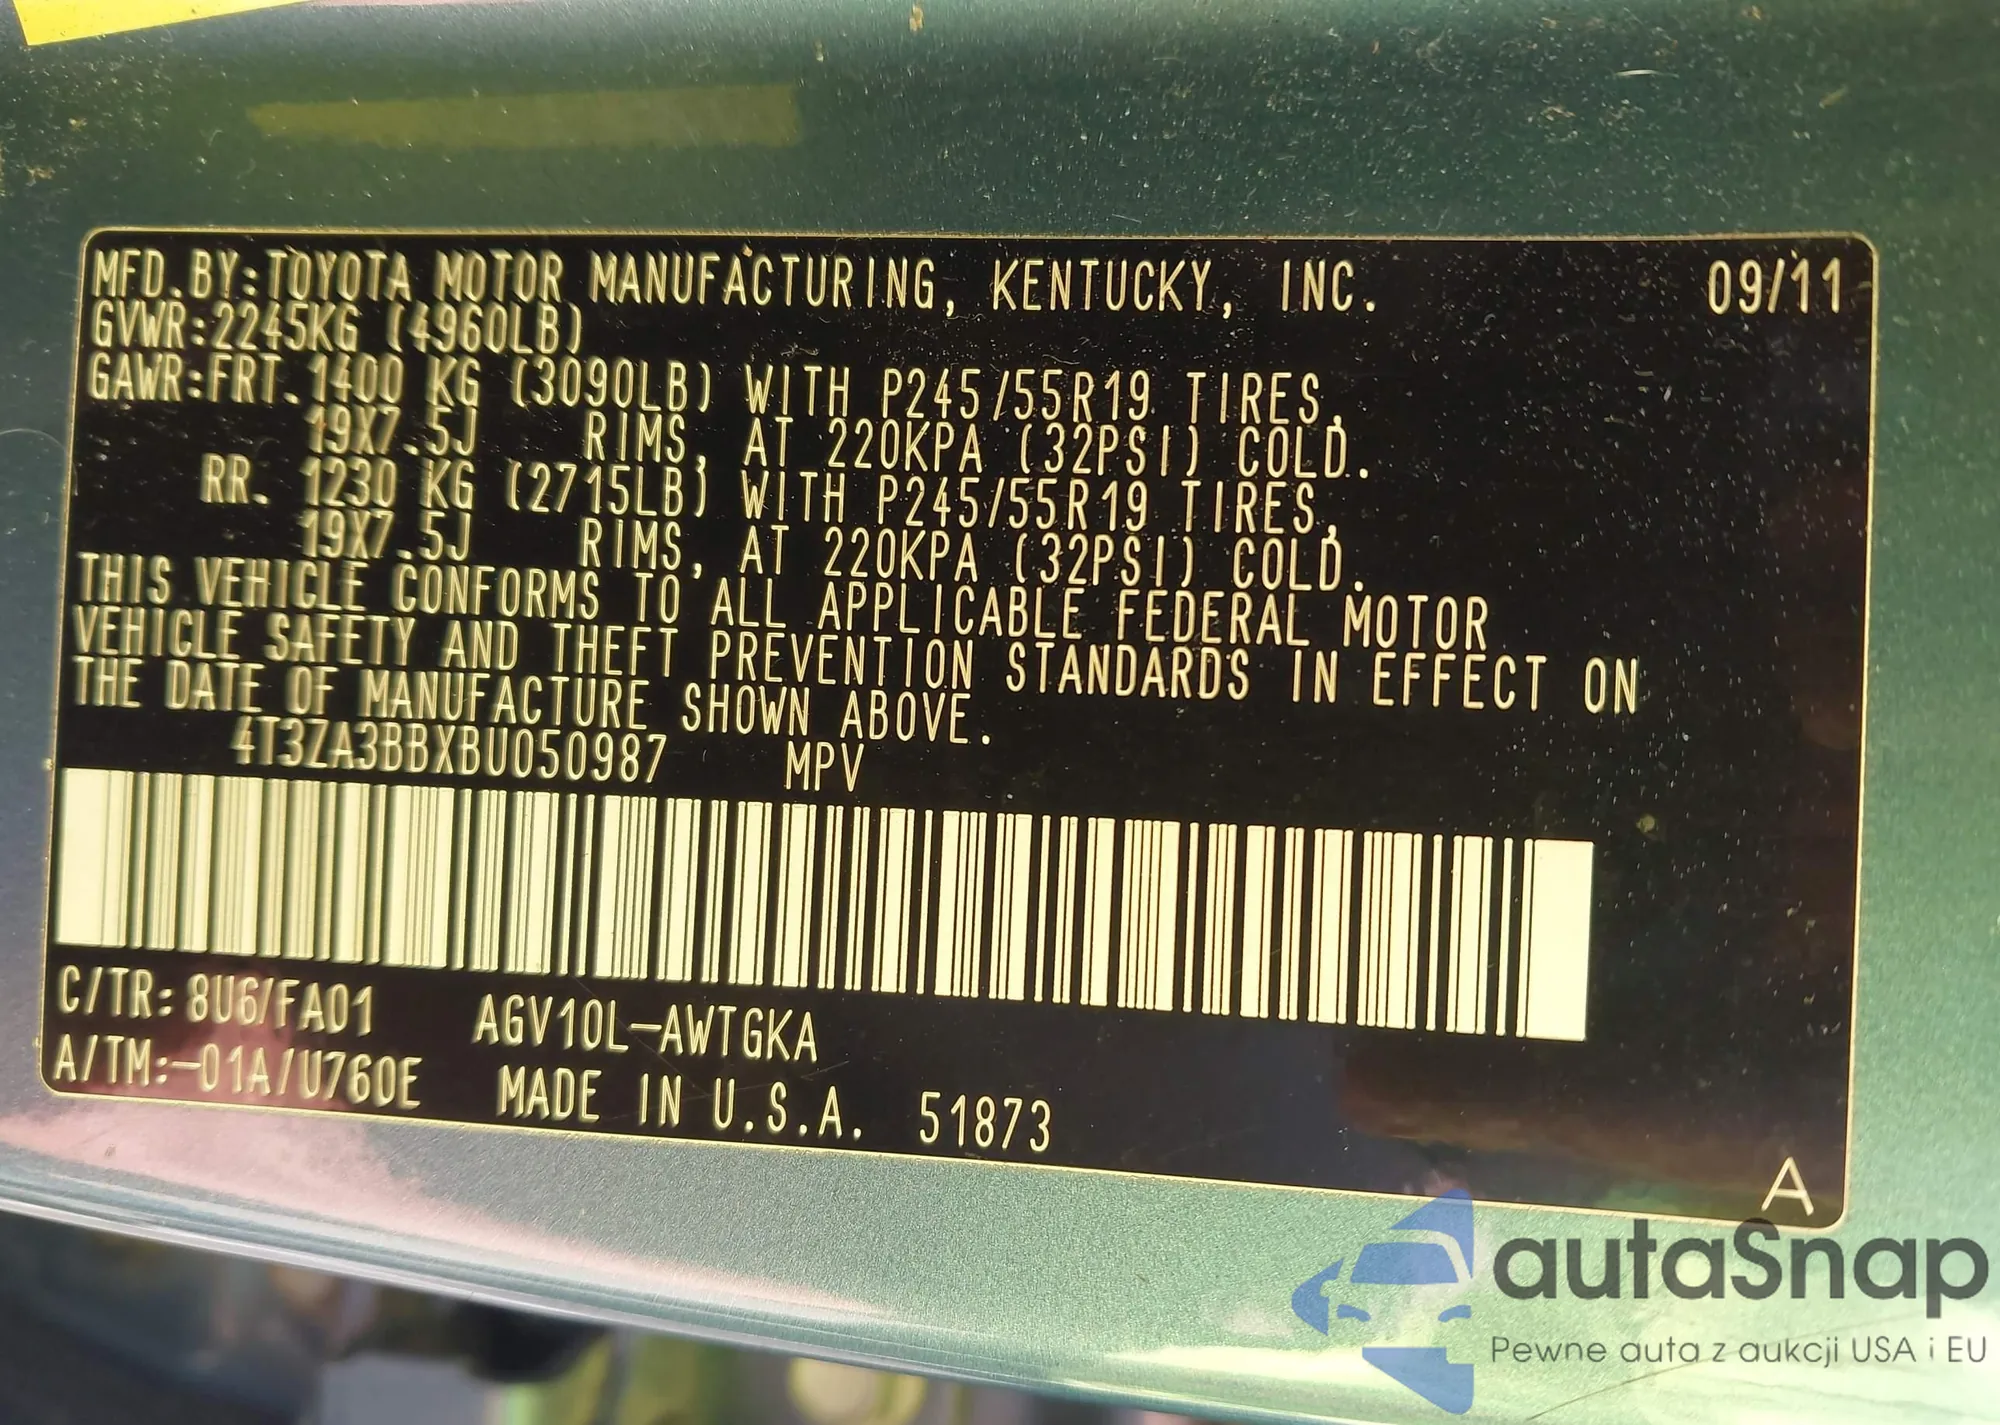 MFD.BY:TOYOTA MOTOR MANUFACTURING, KENTUCKY, INC. 09/11
GVWR:2245KG (4960LB)
GAWR:FRT.1400 KG (3090LB) WITH P245/55R19 TIRES,
19X7.5J RIMS, AT 220KPA (32PSI) COLD.
RR. 1230 KG (2715LB) WITH P245/55R19 TIRES,
19X7.5J RIMS, AT 220KPA (32PSI) COLD.
THIS VEHICLE CONFORMS TO ALL APPLICABLE FEDERAL MOTOR
VEHICLE SAFETY AND THEFT PREVENTION STANDARDS IN EFFECT ON
THE DATE OF MANUFACTURE SHOWN ABOVE.
4T3ZA3BBXBU050987 MPV
C/TR: 8U6/FA01 AGV10L-AWTGKA
A/TM:-01A/U760E MADE IN U.S.A. 51873
A
autaSnap
Pewne auta z aukcji USA i EU